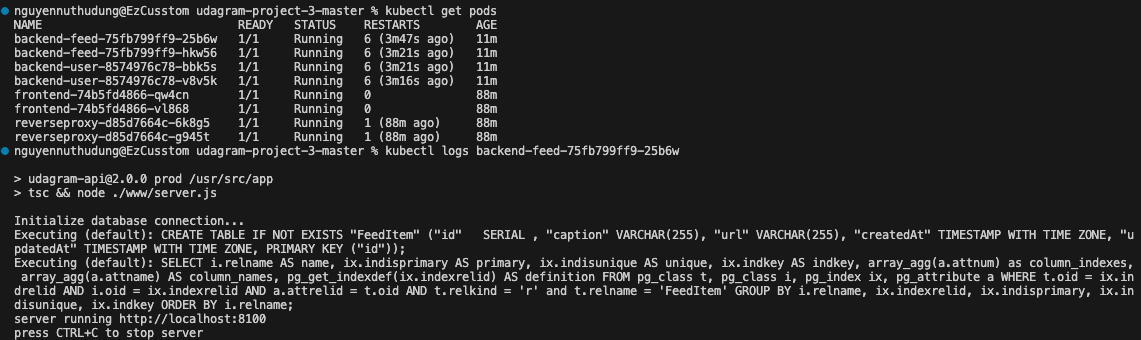 nguyennuthudung@EzCusstom udagram-project-3-master % kubectl get pods
NAME READY STATUS RESTARTS AGE
backend-feed-75fb799ff9-25b6w 1/1 Running 6 (3m47s ago) 11m
backend-feed-75fb799ff9-hkw56 1/1 Running 6 (3m21s ago) 11m
backend-user-8574976c78-bbk5s 1/1 Running 6 (3m21s ago) 11m
backend-user-8574976c78-v8v5k 1/1 Running 6 (3m16s ago) 11m
frontend-74b5fd4866-qw4cn 1/1 Running 0 88m
frontend-74b5fd4866-vl868 1/1 Running 0 88m
reverseproxy-d85d7664c-6k8g5 1/1 Running 1 (88m ago) 88m
reverseproxy-d85d7664c-g945t 1/1 Running 1 (88m ago) 88m
nguyennuthudung@EzCusstom udagram-project-3-master % kubectl logs backend-feed-75fb799ff9-25b6w
> udagram-api@2.0.0 prod /usr/src/app
> tsc && node ./www/server.js
Initialize database connection...
Executing (default): CREATE TABLE IF NOT EXISTS "FeedItem" ("id" SERIAL , "caption" VARCHAR(255), "url" VARCHAR(255), "createdAt" TIMESTAMP WITH TIME ZONE, "u
pdatedAt" TIMESTAMP WITH TIME ZONE, PRIMARY KEY ("id"));
Executing (default): SELECT i.relname AS name, ix.indisprimary AS primary, ix.indisunique AS unique, ix.indkey AS indkey, array_agg(a.attnum) as column_indexes,
array_agg(a.attname) AS column_names, pg_get_indexdef(ix.indexrelid) AS definition FROM pg_class t, pg_class i, pg_index ix, pg_attribute a WHERE t.oid = ix.in
drelid AND i.oid = ix.indexrelid AND a.attrelid = t.oid AND t.relkind = 'r' and t.relname = 'FeedItem' GROUP BY i.relname, ix.indexrelid, ix.indisprimary, ix.in
disunique, ix.indkey ORDER BY i.relname;
server running http://localhost:8100
press CTRL+C to stop server